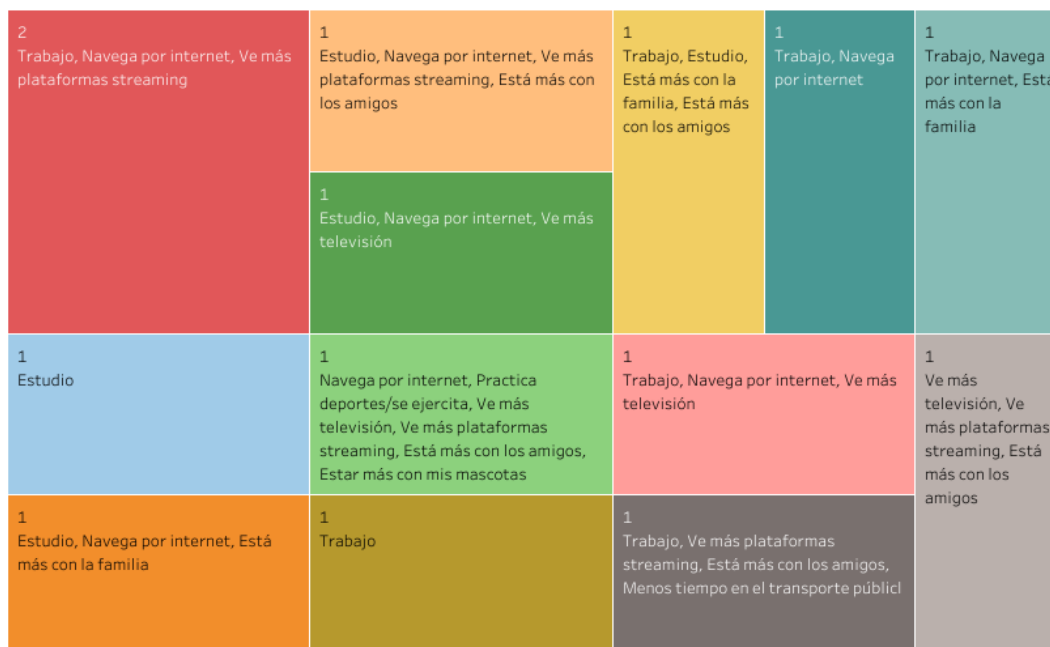 2
Trabajo, Navega por internet, Ve más
plataformas streaming
1
Estudio, Navega por internet, Ve más
plataformas streaming, Está más con
los amigos
1
Estudio, Navega por internet, Ve más
televisión
1
Trabajo, Estudio,
Está más con la
familia, Está más
con los amigos
1
Trabajo, Navega
por internet
1
Trabajo, Navega
por internet, Está
más con la
familia
1
Estudio
1
Navega por internet, Practica
deportes/se ejercita, Ve más
televisión, Ve más plataformas
streaming, Está más con los amigos,
Estar más con mis mascotas
1
Trabajo, Navega por internet, Ve más
televisión
1
Ve más
televisión, Ve
más plataformas
streaming, Está
más con los
amigos
1
Estudio, Navega por internet, Está
más con la familia
1
Trabajo
1
Trabajo, Ve más plataformas
streaming, Está más con los amigos,
Menos tiempo en el transporte públicl